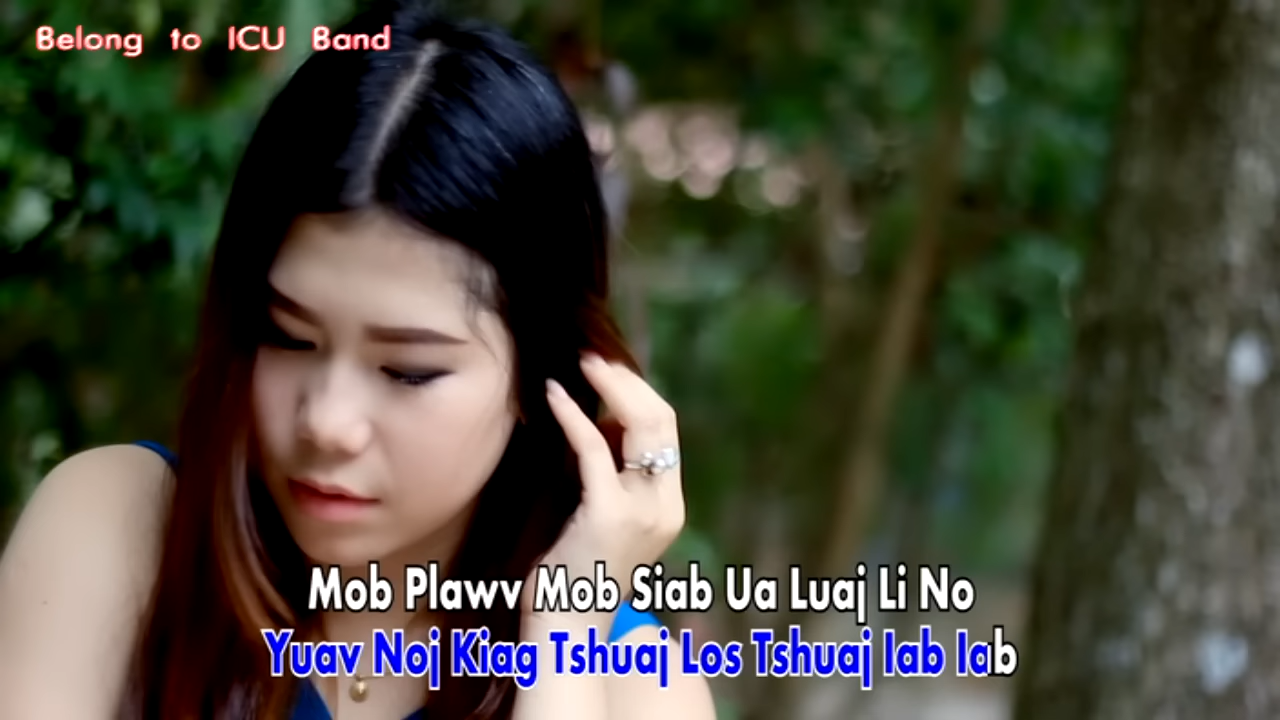 Belong to ICU Band
Mob Plawv Mob Siab Ua Luaj Li No
Yuav Noj Kiag Tshuaj Los Tshuaj Iab Iab